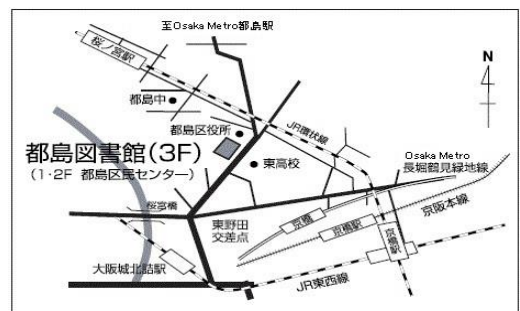 至Osaka Metro都島駅
桜ノ宮駅
N
都島中
JR環状線
都島区役所
都島図書館(3F)
(1・2F 都島区民センター)
東高校
Osaka Metro
長堀鶴見緑地線
桜宮橋
東野田
交差点
京橋
京橋駅
京橋駅
京阪本線
大阪城北詰駅
JR東西線